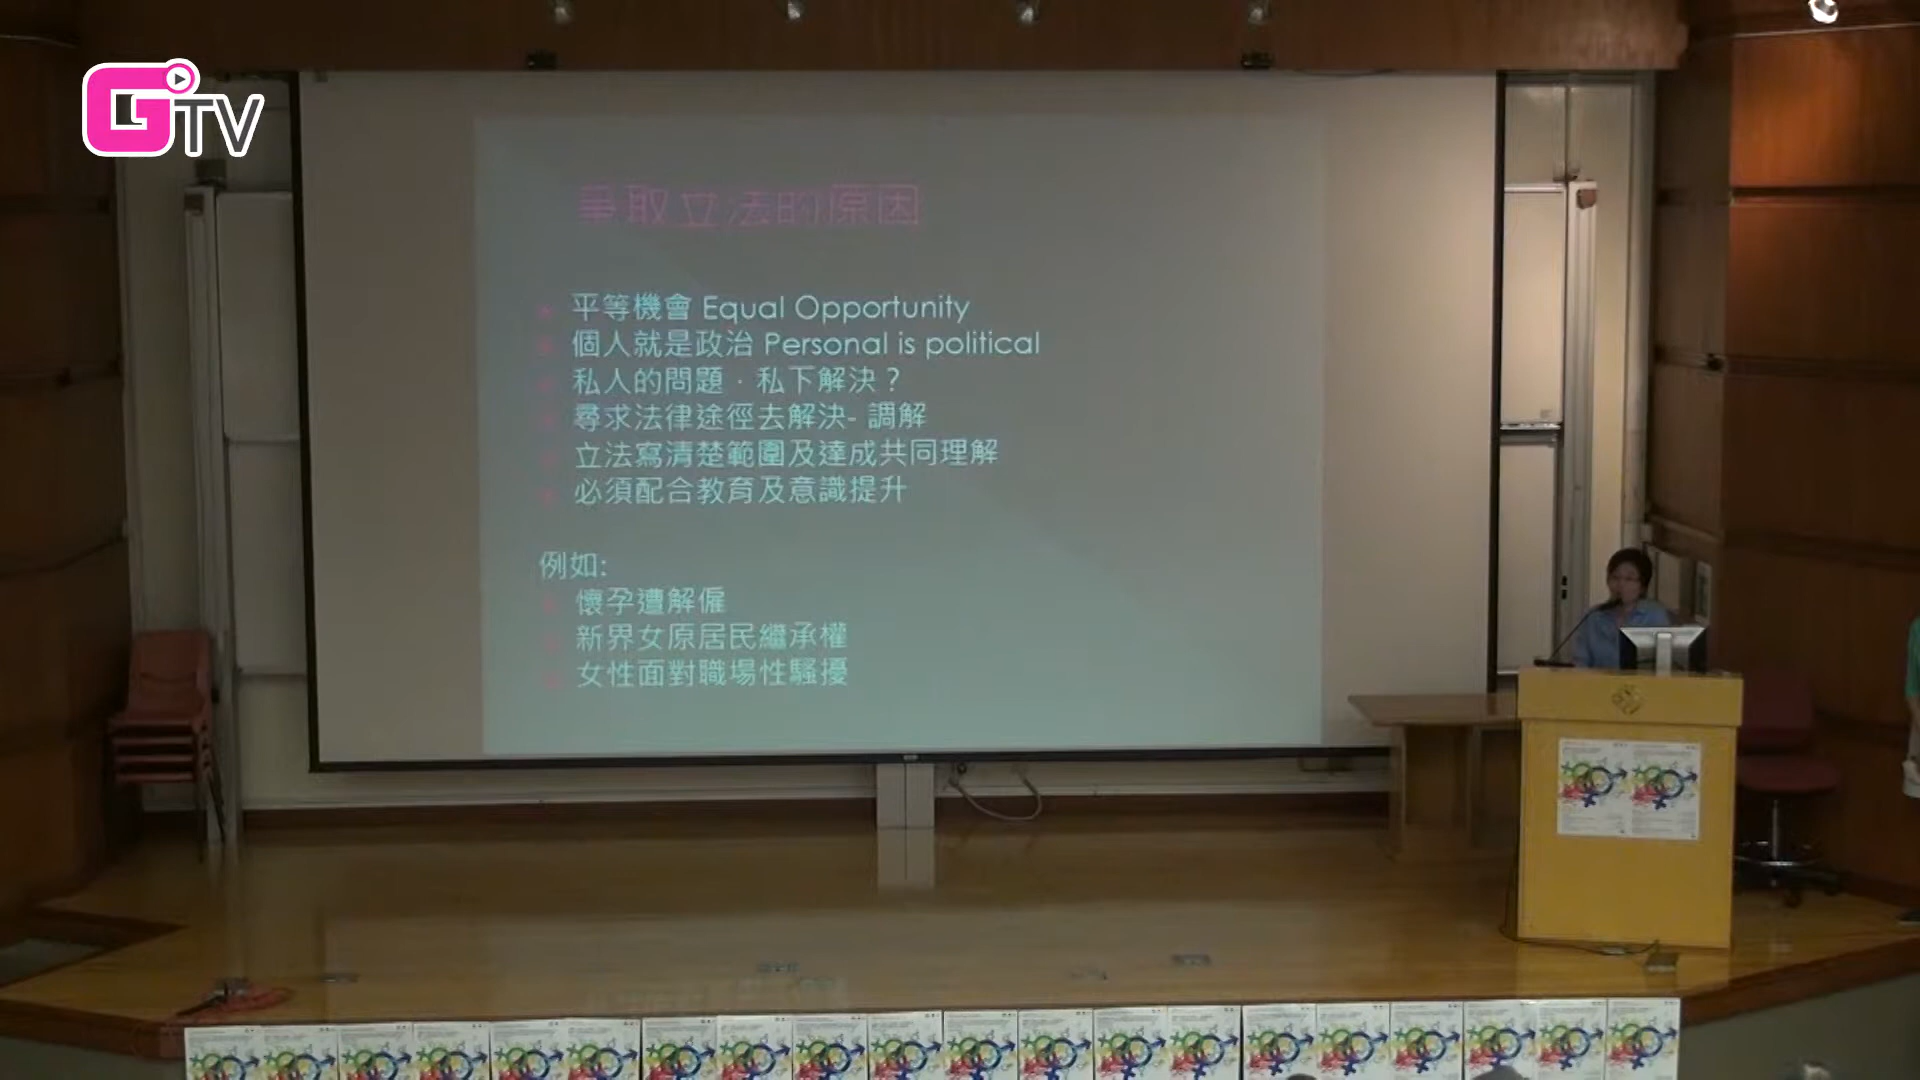 GTV
爭取立法的原因
平等機會 Equal Opportunity
個人就是政治 Personal is political
私人的問題．私下解決？
尋求法律途徑去解決- 調解
立法寫清楚範圍及達成共同理解
必須配合教育及意識提升
例如:
懷孕遭解僱
新界女原居民繼承權
女性面對職場性騷擾